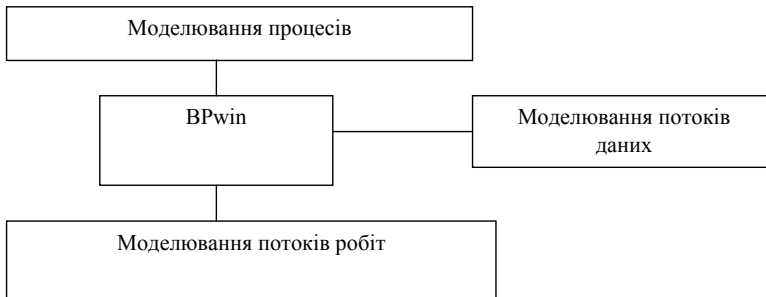 Моделювання процесів
BPwin
Моделювання потоків
даних
Моделювання потоків робіт